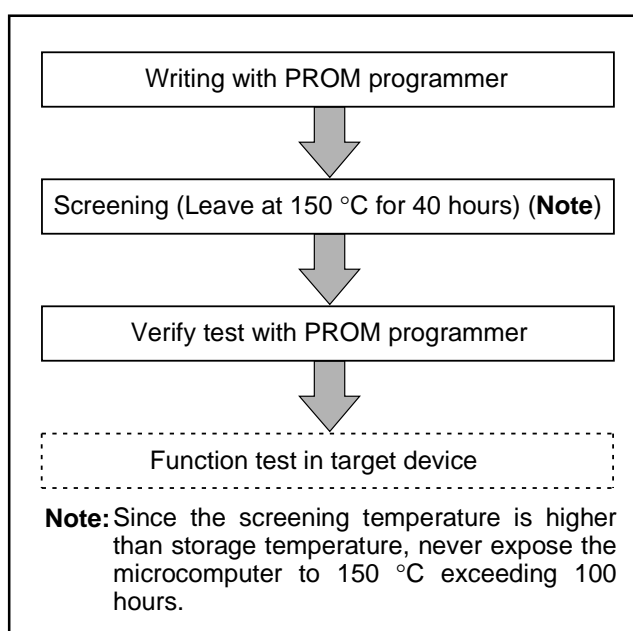 Writing with PROM programmer
Screening (Leave at 150 °C for 40 hours) (Note)
Verify test with PROM programmer
Function test in target device
Note: Since the screening temperature is higher
than storage temperature, never expose the
microcomputer to 150 °C exceeding 100
hours.